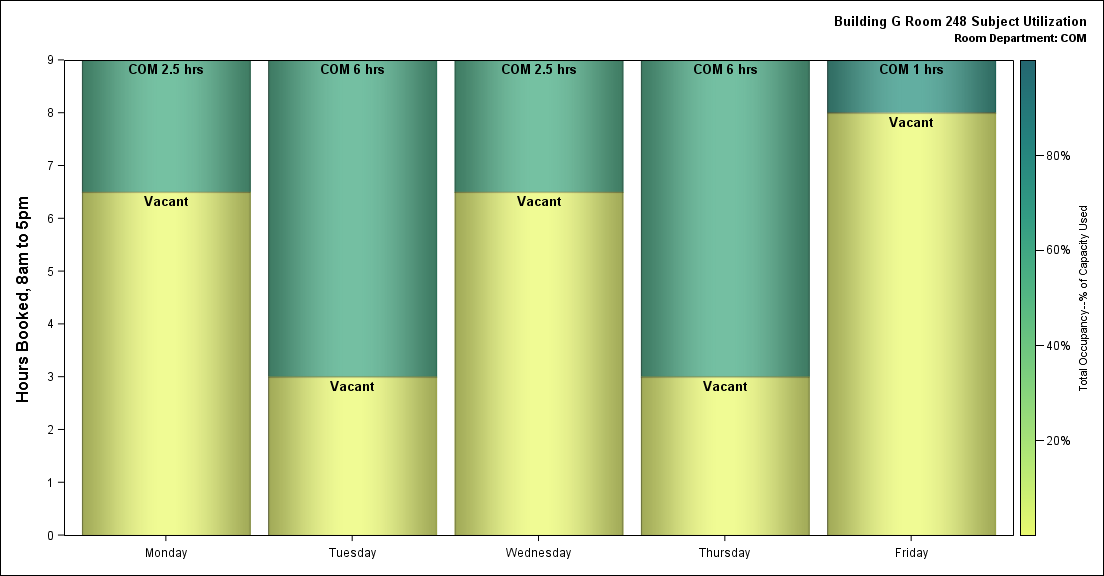 Building G Room 248 Subject Utilization
Room Department: COM
Hours Booked, 8am to 5pm
9
8
7
6
5
4
3
2
1
0
COM 2.5 hrs
Vacant
COM 6 hrs
Vacant
COM 2.5 hrs
Vacant
COM 6 hrs
Vacant
COM 1 hrs
Vacant
Monday
Tuesday
Wednesday
Thursday
Friday
80%
60%
40%
20%
Total Occupancy--% of Capacity Used